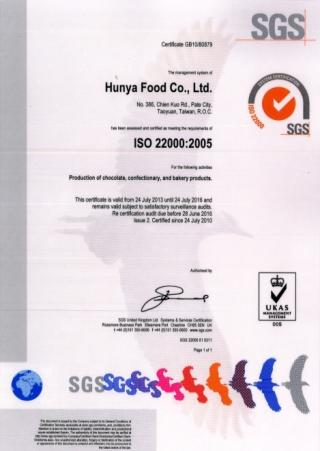 SGS
Certificate GB10/80879
The management system of
Hunya Food Co., Ltd.
No. 386, Chien Kuo Rd., Pate City,
Taoyuan, Taiwan, R.O.C.
has been assessed and certified as meeting the requirements of
ISO 22000:2005
For the following activities
Production of chocolate, confectionary, and bakery products.
This certificate is valid from 24 July 2013 until 24 July 2016 and
remains valid subject to satisfactory surveillance audits.
Re certification audit due before 28 June 2016
Issue 2. Certified since 24 July 2010
SYSTEM CERTIFICATION
ISO 22000
SGS
Authorised by
SGS United Kingdom Ltd Systems & Services Certification
Rossmore Business Park Ellesmere Port Cheshire CH65 3EN UK
t +44 (0)151 350-6666 f +44 (0)151 350-6600 www.sgs.com
Page 1 of 1
UKAS
MANAGEMENT
SYSTEMS
005
SGS SGS SGS